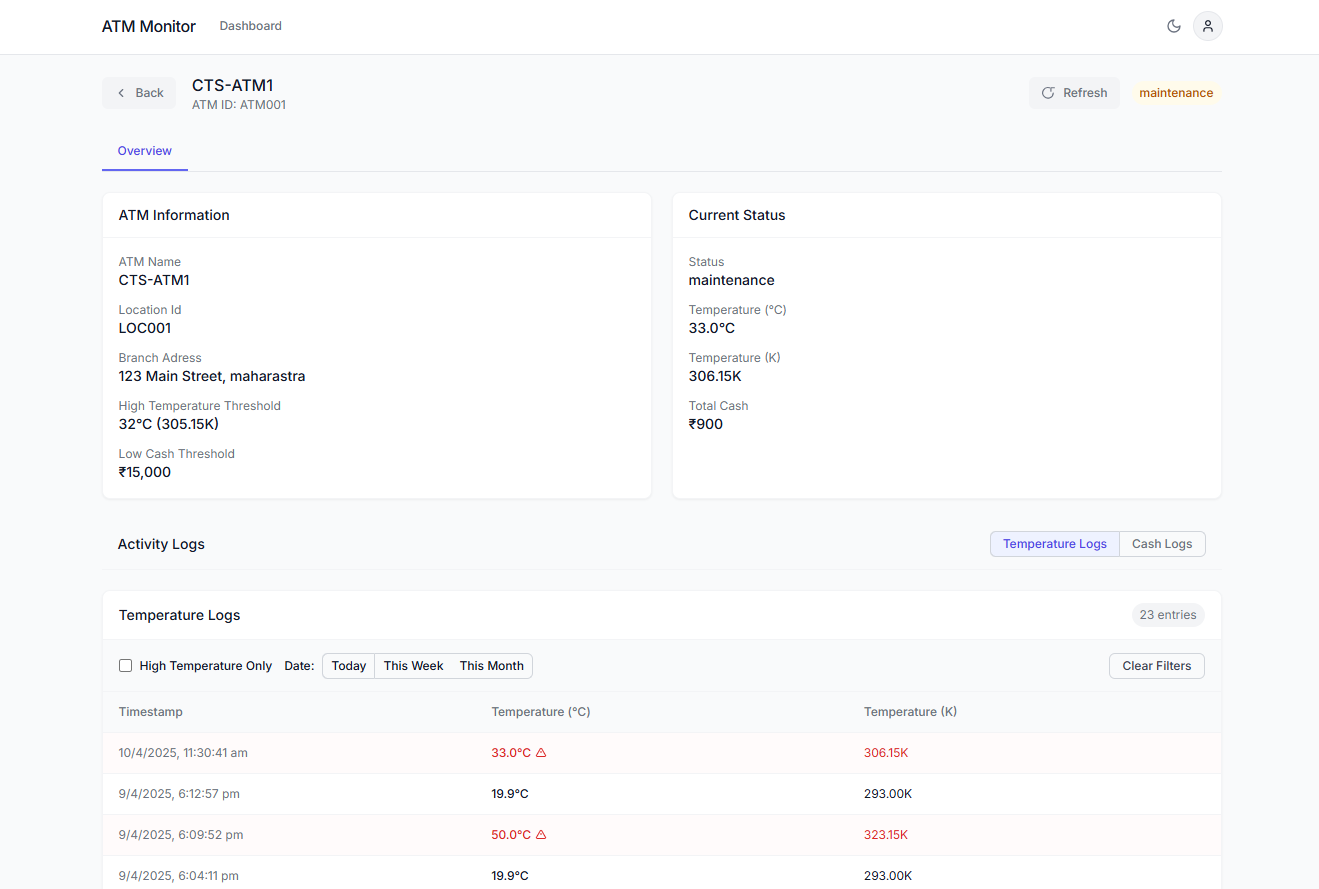 ATM Monitor Dashboard
Back
CTS-ATM1
ATM ID: ATM001
Refresh
maintenance
Overview
ATM Information
ATM Name
CTS-ATM1
Location Id
LOC001
Branch Adress
123 Main Street, maharastra
High Temperature Threshold
32°C (305.15K)
Low Cash Threshold
₹15,000
Current Status
Status
maintenance
Temperature (°C)
33.0°C
Temperature (K)
306.15K
Total Cash
₹900
Activity Logs
Temperature Logs Cash Logs
Temperature Logs
23 entries
High Temperature Only Date: Today This Week This Month Clear Filters
Timestamp Temperature (°C) Temperature (K)
10/4/2025, 11:30:41 am 33.0°C 306.15K
9/4/2025, 6:12:57 pm 19.9°C 293.00K
9/4/2025, 6:09:52 pm 50.0°C 323.15K
9/4/2025, 6:04:11 pm 19.9°C 293.00K